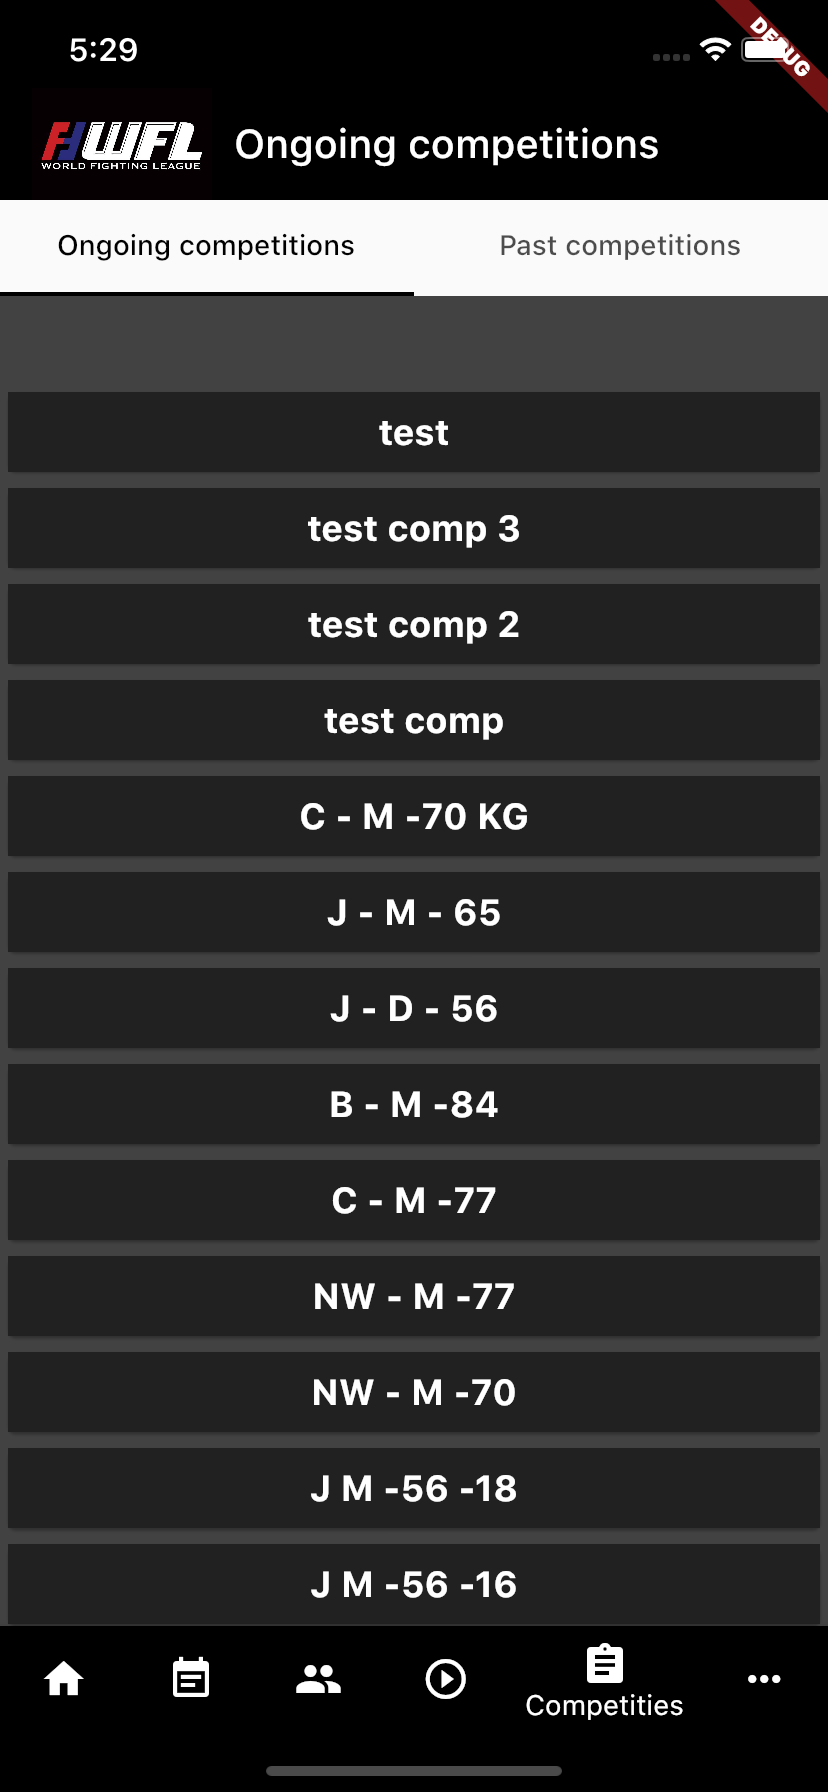 5:29
DEBUG
WFL
WORLD FIGHTING LEAGUE
Ongoing competitions
Ongoing competitions
Past competitions
test
test comp 3
test comp 2
test comp
C - M -70 KG
J - M - 65
J - D - 56
B - M -84
C - M -77
NW - M -77
NW - M -70
J M -56 -18
J M -56 -16
Competities